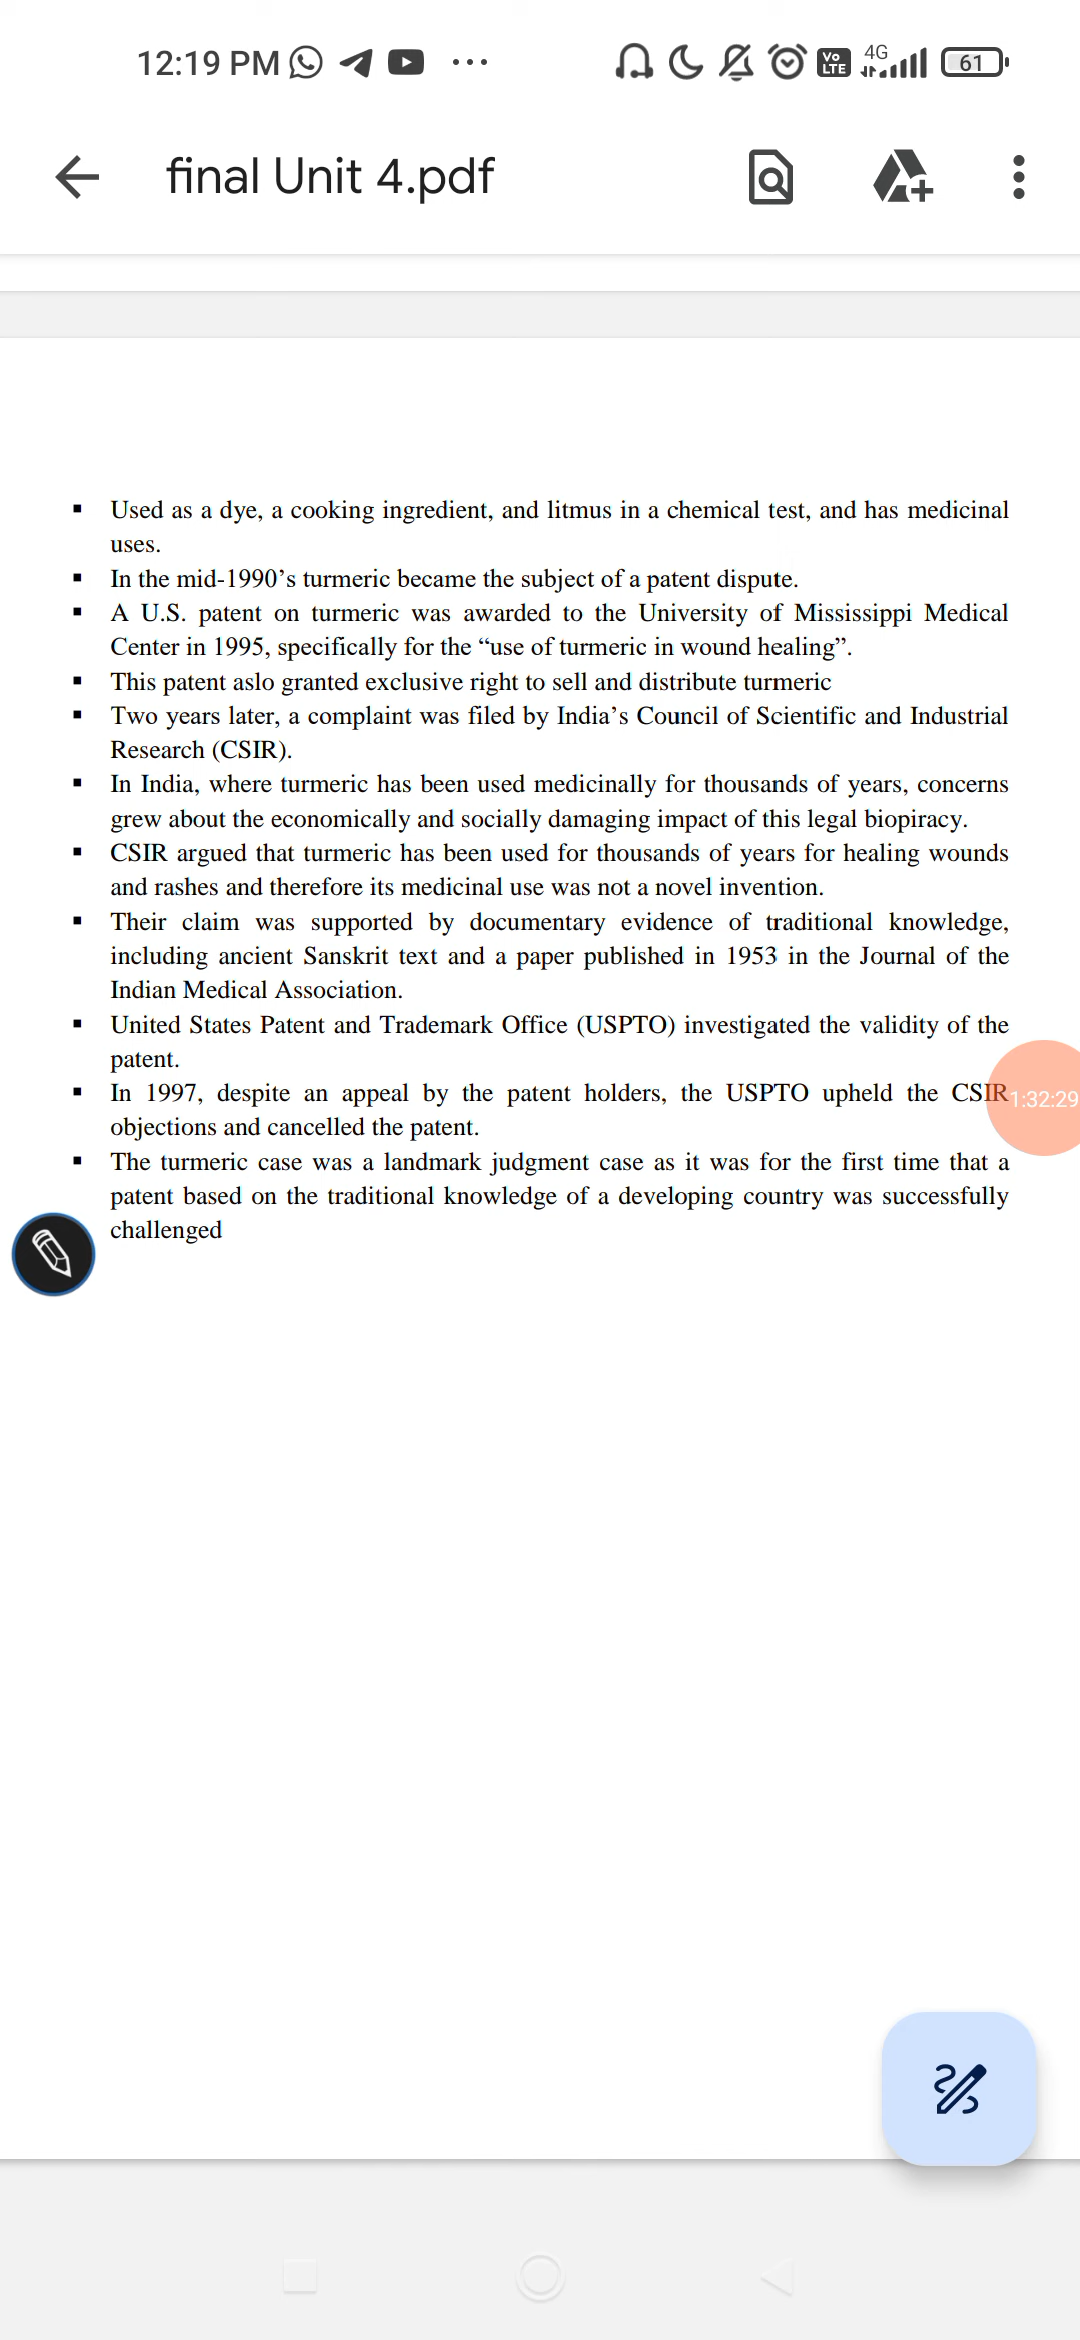 12:19 PM ... 4G Vo LTE 61
final Unit 4.pdf
▪ Used as a dye, a cooking ingredient, and litmus in a chemical test, and has medicinal
uses.
▪ In the mid-1990’s turmeric became the subject of a patent dispute.
▪ A U.S. patent on turmeric was awarded to the University of Mississippi Medical
Center in 1995, specifically for the “use of turmeric in wound healing”.
▪ This patent aslo granted exclusive right to sell and distribute turmeric
▪ Two years later, a complaint was filed by India’s Council of Scientific and Industrial
Research (CSIR).
▪ In India, where turmeric has been used medicinally for thousands of years, concerns
grew about the economically and socially damaging impact of this legal biopiracy.
▪ CSIR argued that turmeric has been used for thousands of years for healing wounds
and rashes and therefore its medicinal use was not a novel invention.
▪ Their claim was supported by documentary evidence of traditional knowledge,
including ancient Sanskrit text and a paper published in 1953 in the Journal of the
Indian Medical Association.
▪ United States Patent and Trademark Office (USPTO) investigated the validity of the
patent.
▪ In 1997, despite an appeal by the patent holders, the USPTO upheld the CSIR
1:32:29
objections and cancelled the patent.
▪ The turmeric case was a landmark judgment case as it was for the first time that a
patent based on the traditional knowledge of a developing country was successfully
challenged